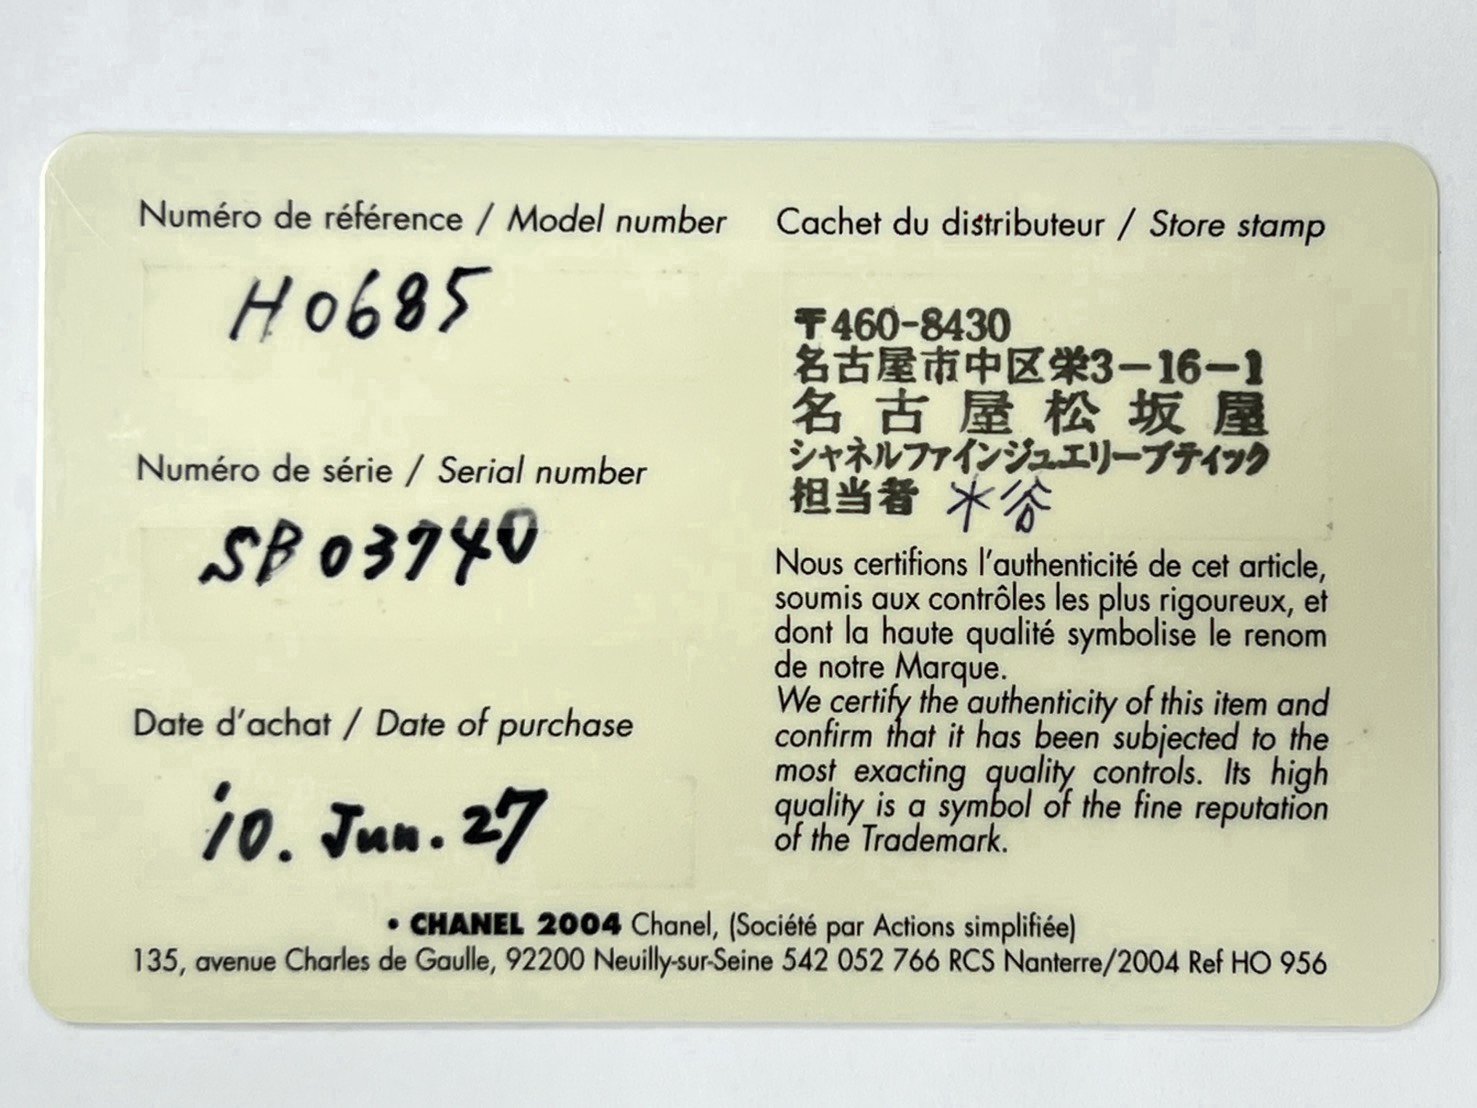 Numéro de référence / Model number
H0685
Numéro de série / Serial number
SB03740
Date d'achat / Date of purchase
10. Jun. 27
Cachet du distributeur / Store stamp
〒460-8430
名古屋市中区栄3-16-1
名古屋松坂屋
シャネルファインジュエリーブティック
担当者 水谷
Nous certifions l'authenticité de cet article,
soumis aux contrôles les plus rigoureux, et
dont la haute qualité symbolise le renom
de notre Marque.
We certify the authenticity of this item and
confirm that it has been subjected to the
most exacting quality controls. Its high
quality is a symbol of the fine reputation
of the Trademark.
• CHANEL 2004 Chanel, (Société par Actions simplifiée)
135, avenue Charles de Gaulle, 92200 Neuilly-sur-Seine 542 052 766 RCS Nanterre/2004 Ref HO 956